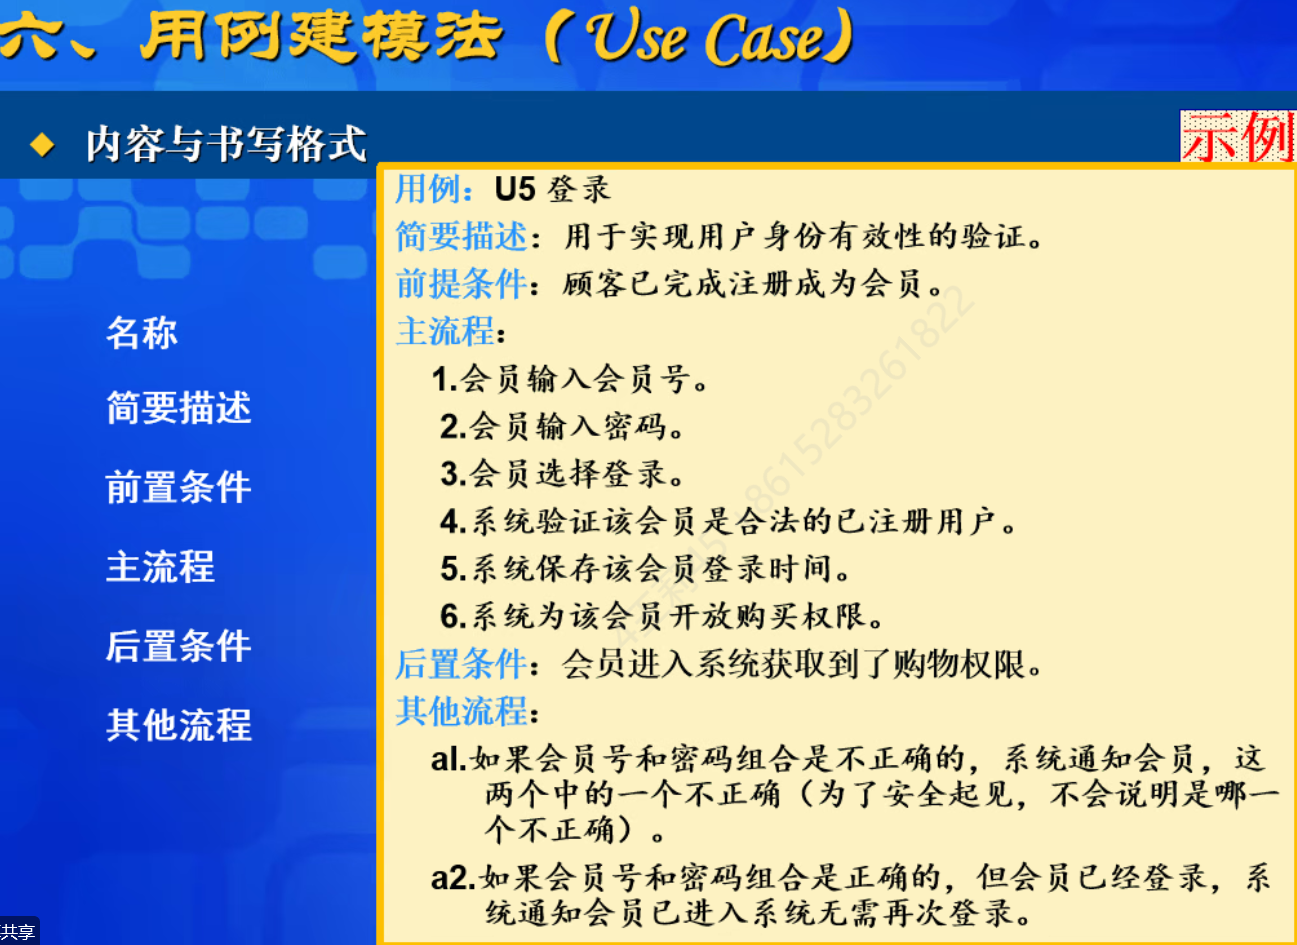 六、用例建模法（Use Case）
内容与书写格式
示例
名称
简要描述
前置条件
主流程
后置条件
其他流程
用例：U5 登录
简要描述：用于实现用户身份有效性的验证。
前提条件：顾客已完成注册成为会员。
主流程：
1.会员输入会员号。
2.会员输入密码。
3.会员选择登录。
4.系统验证该会员是合法的已注册用户。
5.系统保存该会员登录时间。
6.系统为该会员开放购买权限。
后置条件：会员进入系统获取到了购物权限。
其他流程：
al.如果会员号和密码组合是不正确的，系统通知会员，这
两个中的一个不正确（为了安全起见，不会说明是哪一
个不正确）。
a2.如果会员号和密码组合是正确的，但会员已经登录，系
统通知会员已进入系统无需再次登录。
共享